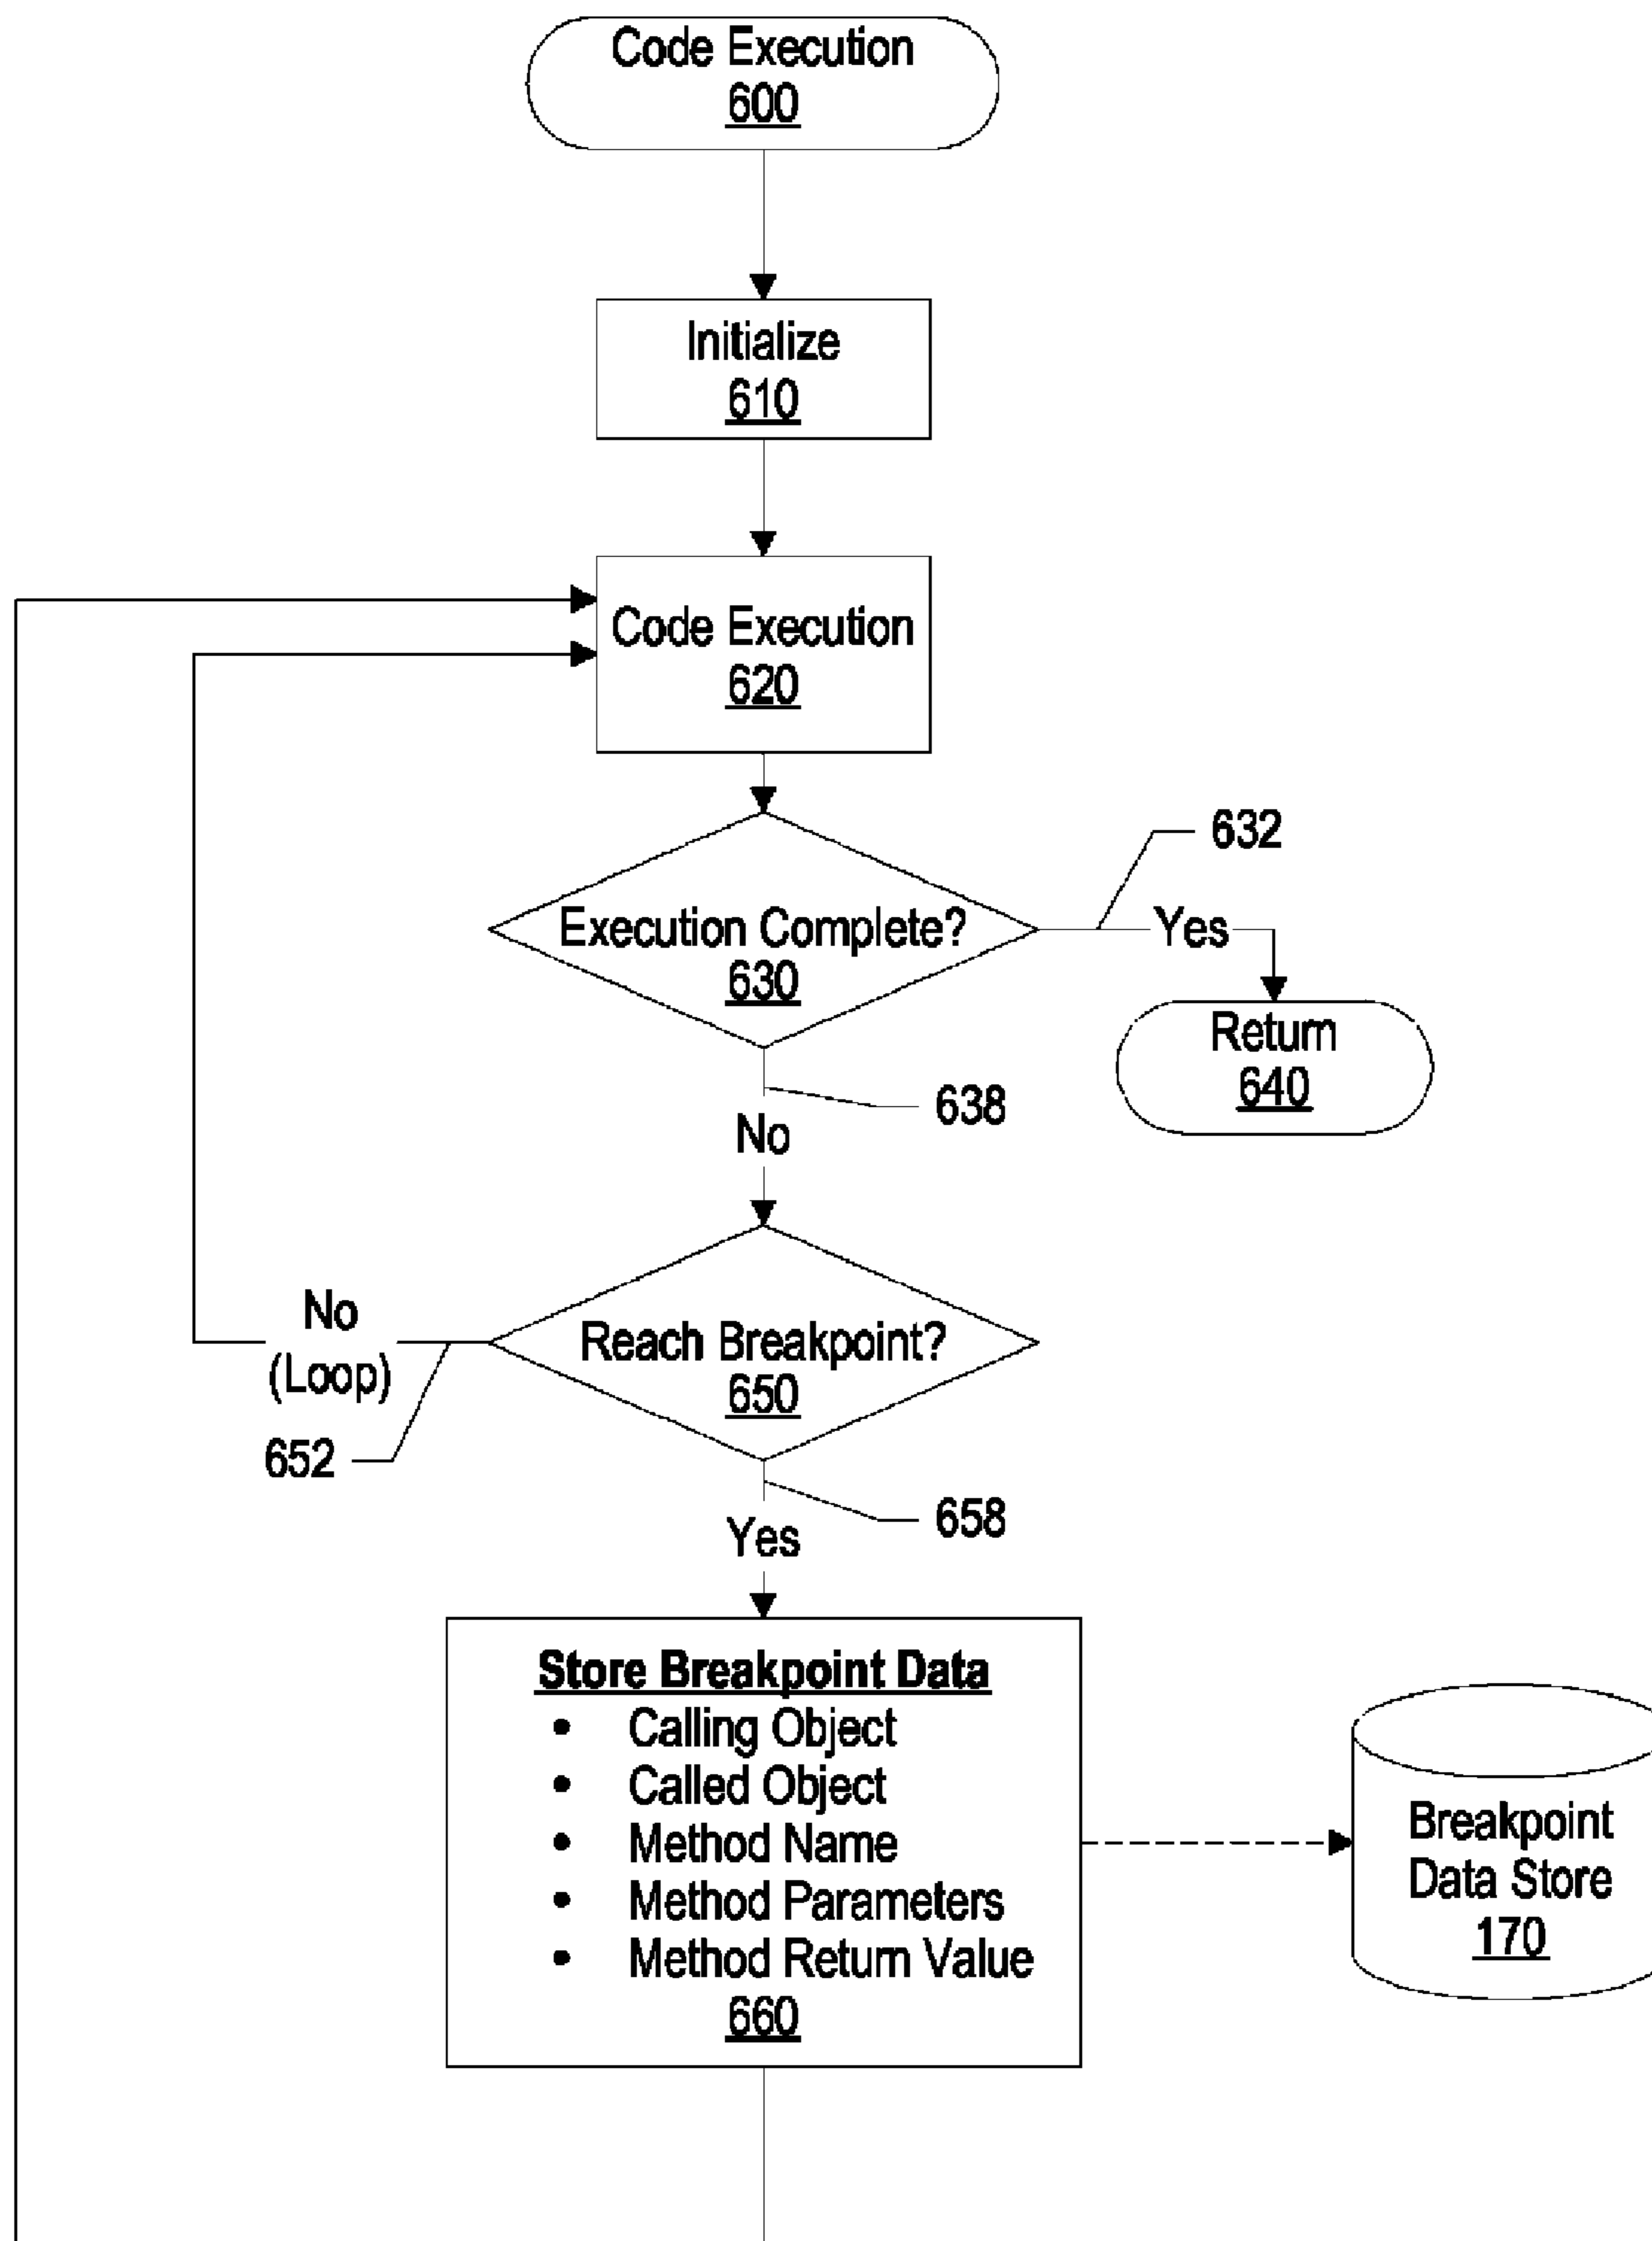 Code Execution
600
Initialize
610
Code Execution
620
632
Execution Complete?
630
Yes
Return
640
638
No
No
(Loop)
Reach Breakpoint?
650
652
658
Yes
Store Breakpoint Data
• Calling Object
• Called Object
• Method Name
• Method Parameters
• Method Return Value
660
Breakpoint
Data Store
170